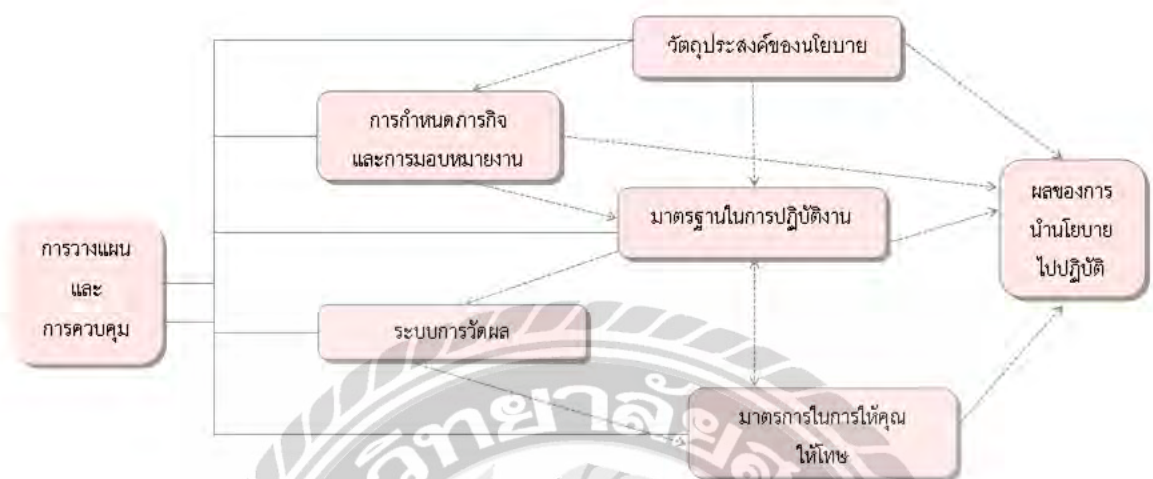 วัตถุประสงค์ของนโยบาย
การกำหนดภารกิจ
และการมอบหมายงาน
มาตรฐานในการปฏิบัติงาน
ผลของการ
นำนโยบาย
ไปปฏิบัติ
การวางแผน
และ
การควบคุม
ระบบการวัดผล
มาตรการในการให้คุณ
ให้โทษ